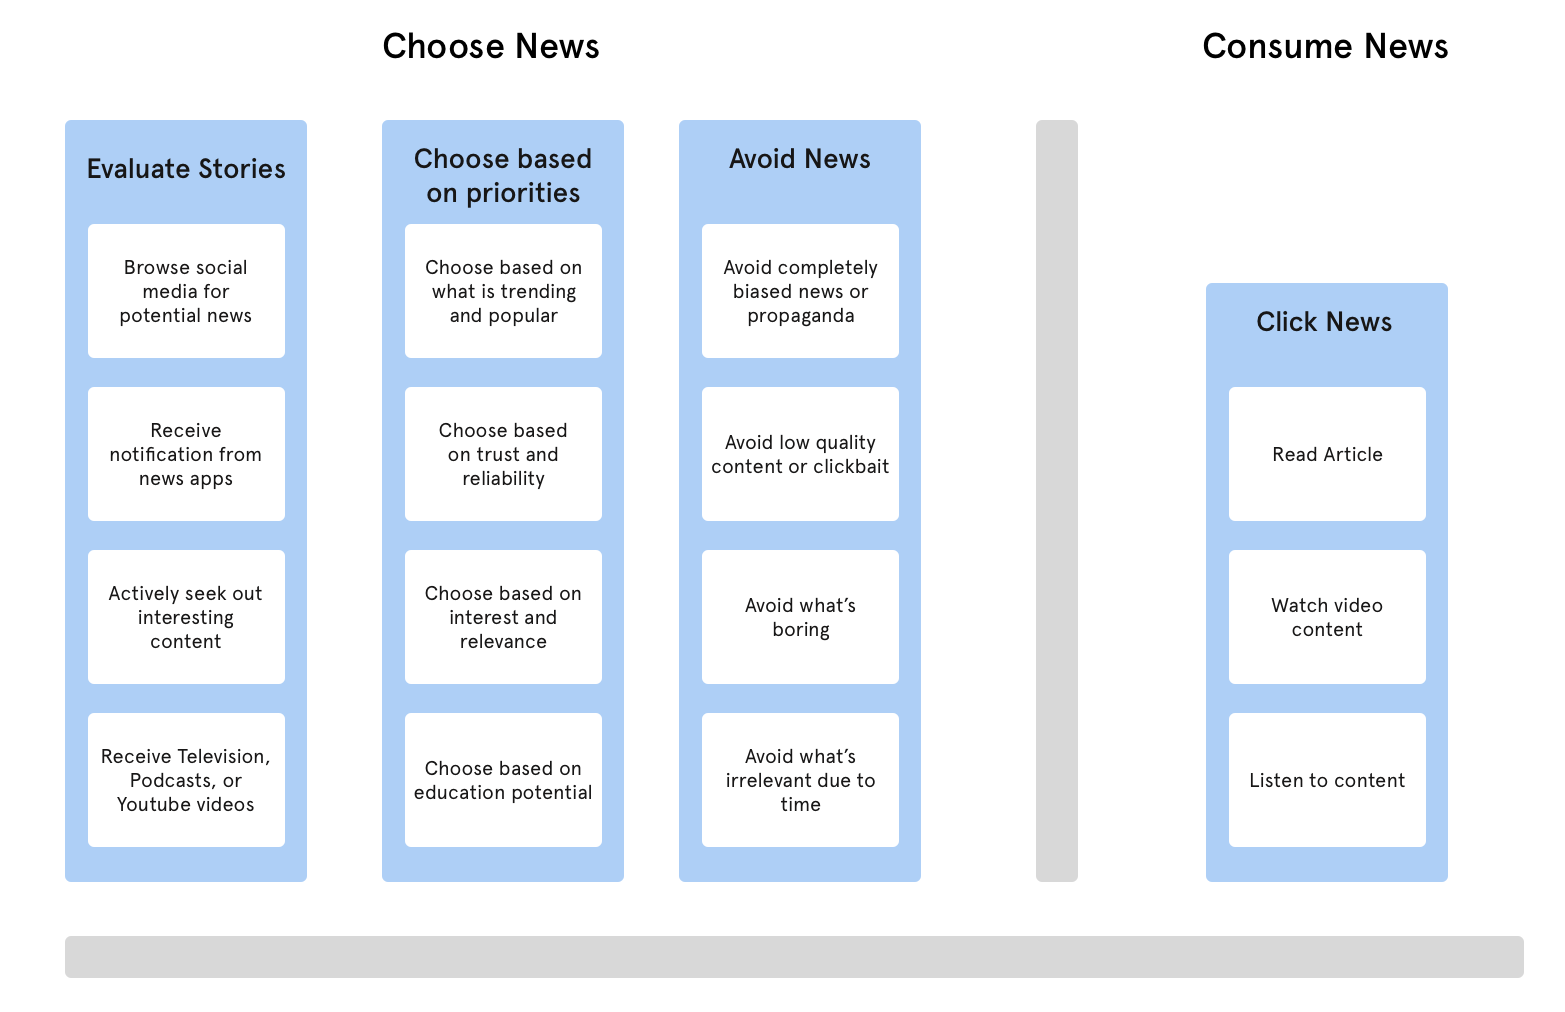 Choose News
Consume News
Evaluate Stories
Browse social
media for
potential news
Receive
notification from
news apps
Actively seek out
interesting
content
Receive Television,
Podcasts, or
Youtube videos
Choose based
on priorities
Choose based on
what is trending
and popular
Choose based
on trust and
reliability
Choose based on
interest and
relevance
Choose based on
education potential
Avoid News
Avoid completely
biased news or
propaganda
Avoid low quality
content or clickbait
Avoid what’s
boring
Avoid what’s
irrelevant due to
time
Click News
Read Article
Watch video
content
Listen to content